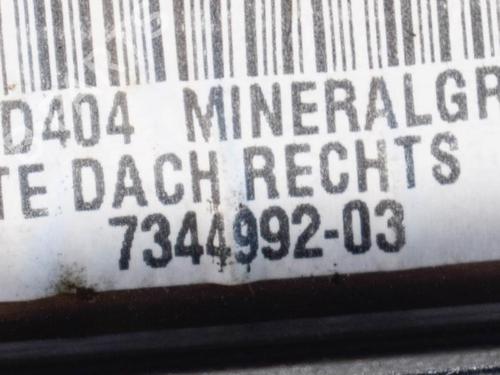 D404 MINERALGR
TE DACH RECHTS
7344992-03